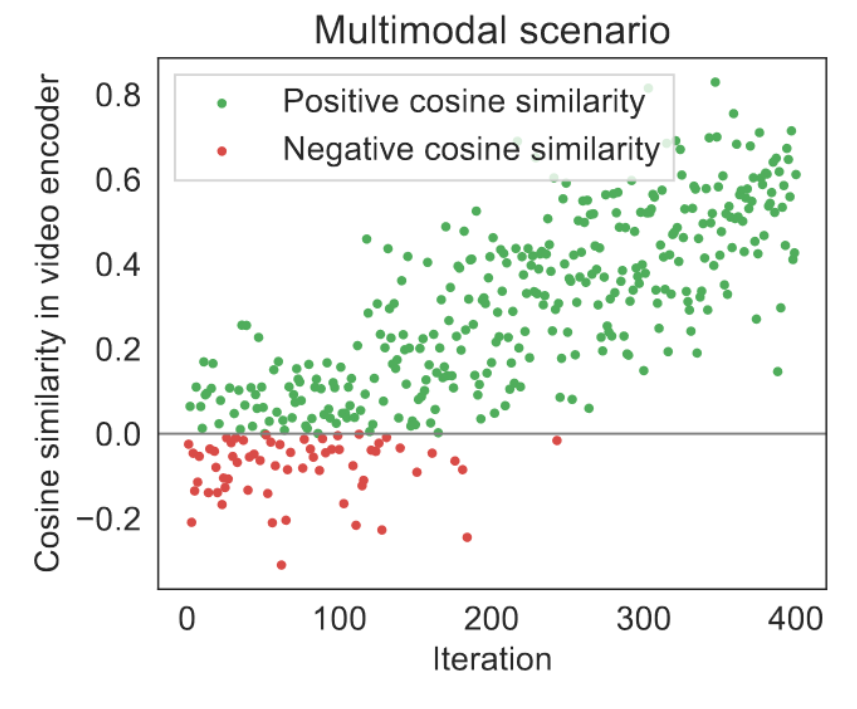 Multimodal scenario
Cosine similarity in video encoder
0.8
0.6
0.4
0.2
0.0
−0.2
Positive cosine similarity
Negative cosine similarity
0 100 200 300 400
Iteration